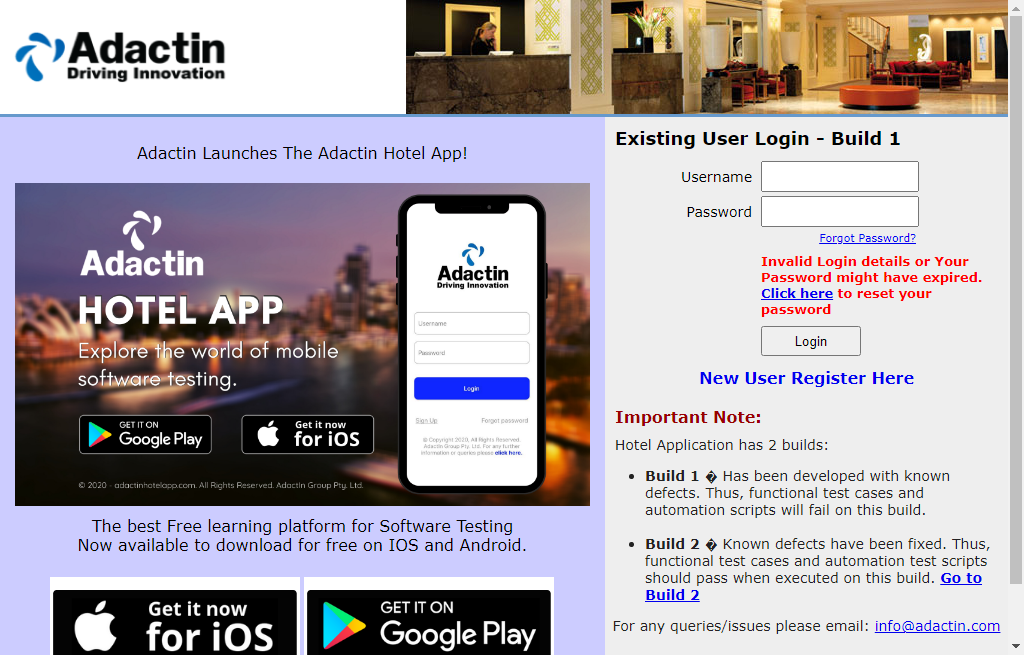 Adactin
Driving Innovation
Adactin Launches The Adactin Hotel App!
Adactin
HOTEL APP
Explore the world of mobile
software testing.
GET IT ON
Google Play
Get it now
for iOS
© 2020 - adactinhotelapp.com. All Rights Reserved. AdactIn Group Pty. Ltd.
Adactin
Driving Innovation
Username
Password
Login
Sign Up
Forgot password
© Copyright 2020, All Rights Reserved.
Adactin Group Pty. Ltd. For any further
information or queries please click here.
The best Free learning platform for Software Testing
Now available to download for free on IOS and Android.
Get it now
for iOS
GET IT ON
Google Play
Existing User Login - Build 1
Username
Password
Forgot Password?
Invalid Login details or Your
Password might have expired.
Click here to reset your
password
Login
New User Register Here
Important Note:
Hotel Application has 2 builds:
• Build 1 � Has been developed with known
defects. Thus, functional test cases and
automation scripts will fail on this build.
• Build 2 � Known defects have been fixed. Thus,
functional test cases and automation test scripts
should pass when executed on this build. Go to
Build 2
For any queries/issues please email: info@adactin.com